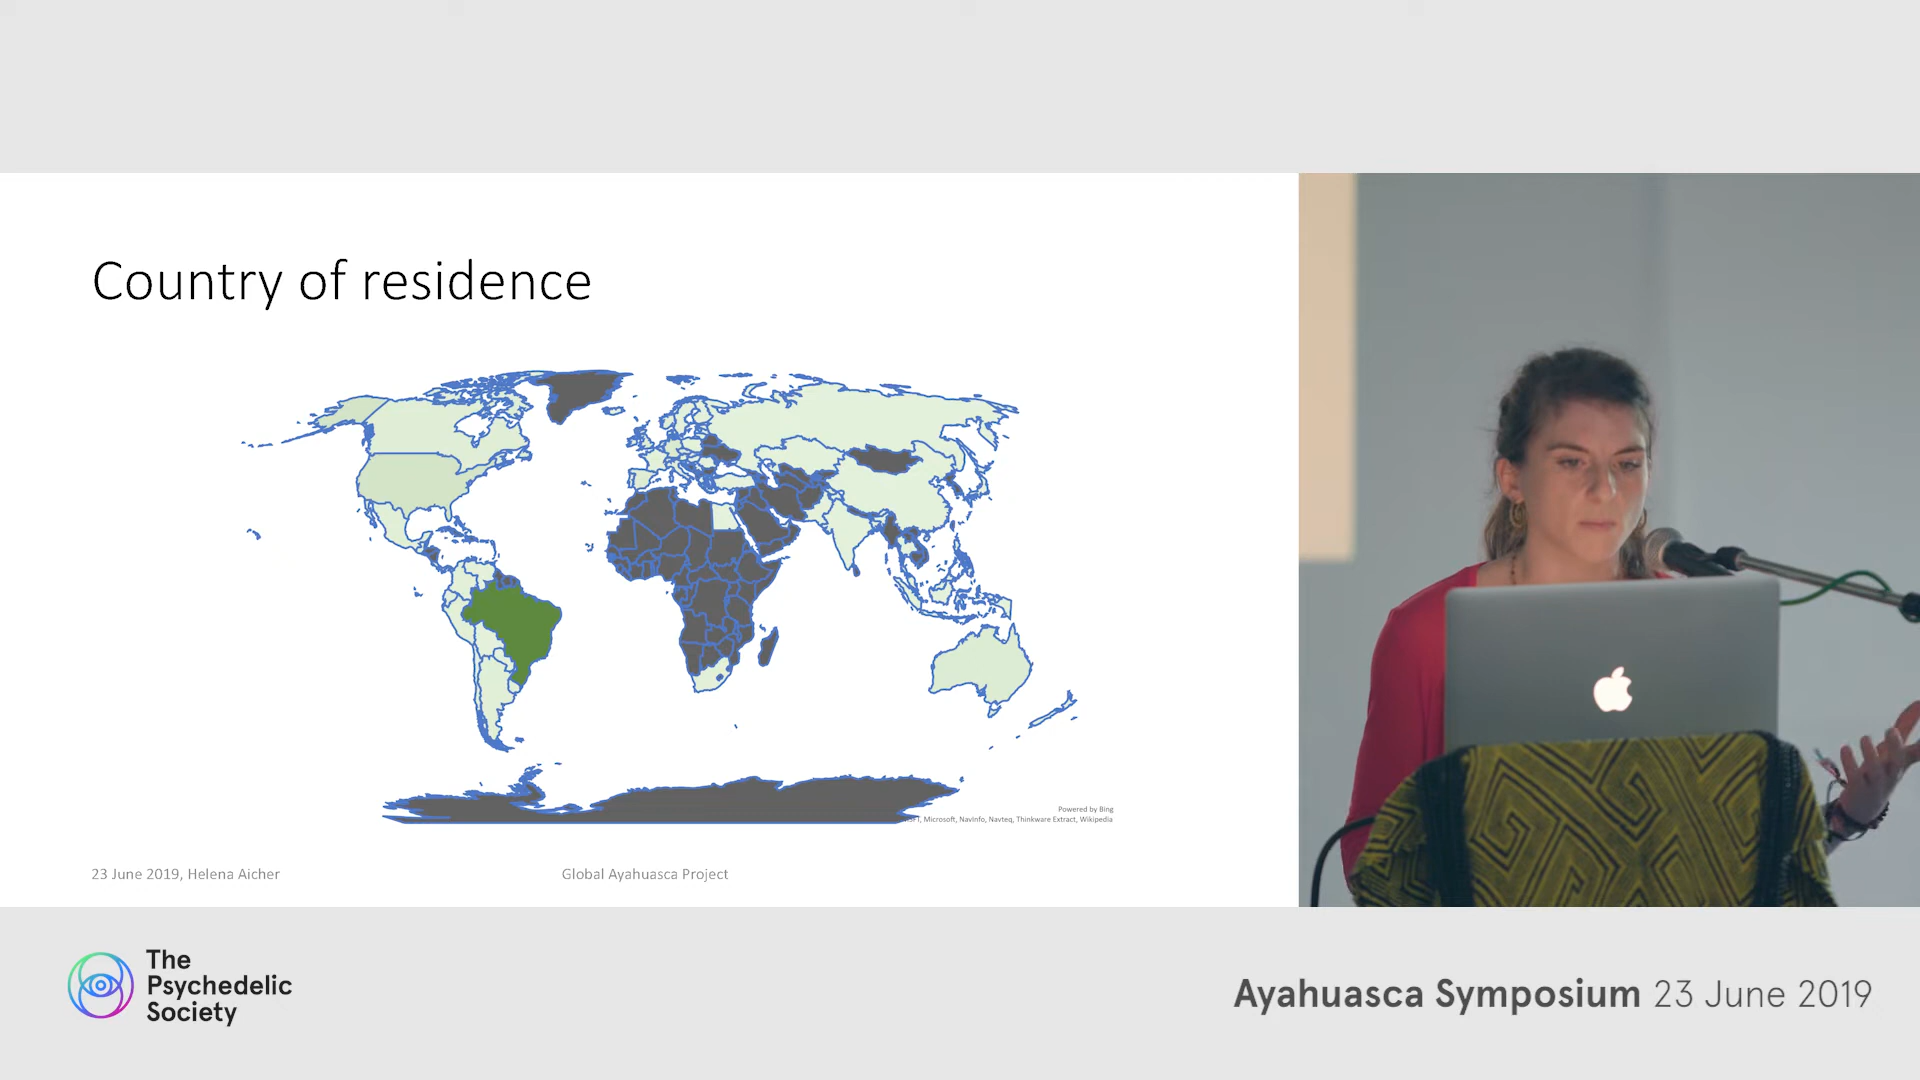 Country of residence
Powered by Bing
Microsoft, NavInfo, Navteq, Thinkware Extract, Wikipedia
23 June 2019, Helena Aicher
Global Ayahuasca Project
The
Psychedelic
Society
Ayahuasca Symposium 23 June 2019